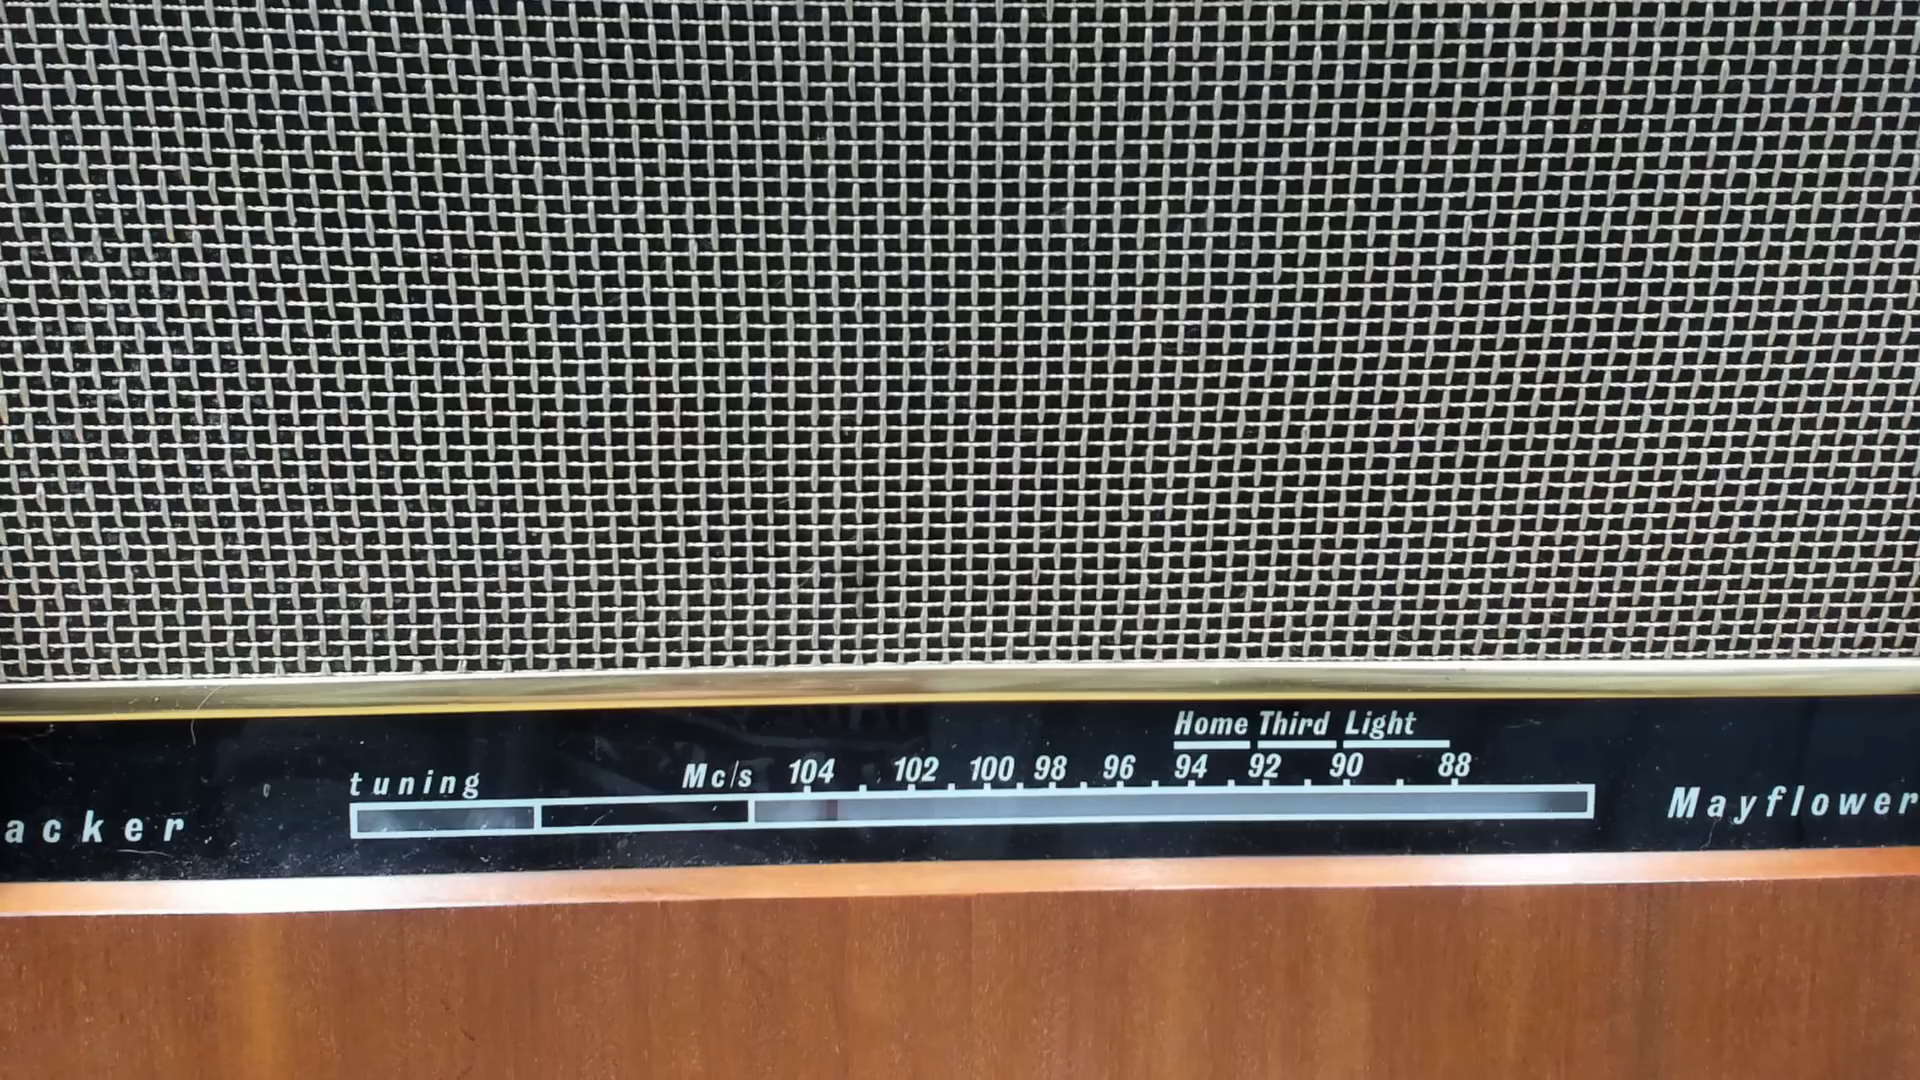 Home Third Light
tuning Mc/s 104 102 100 98 96 94 92 90 88
acker Mayflower